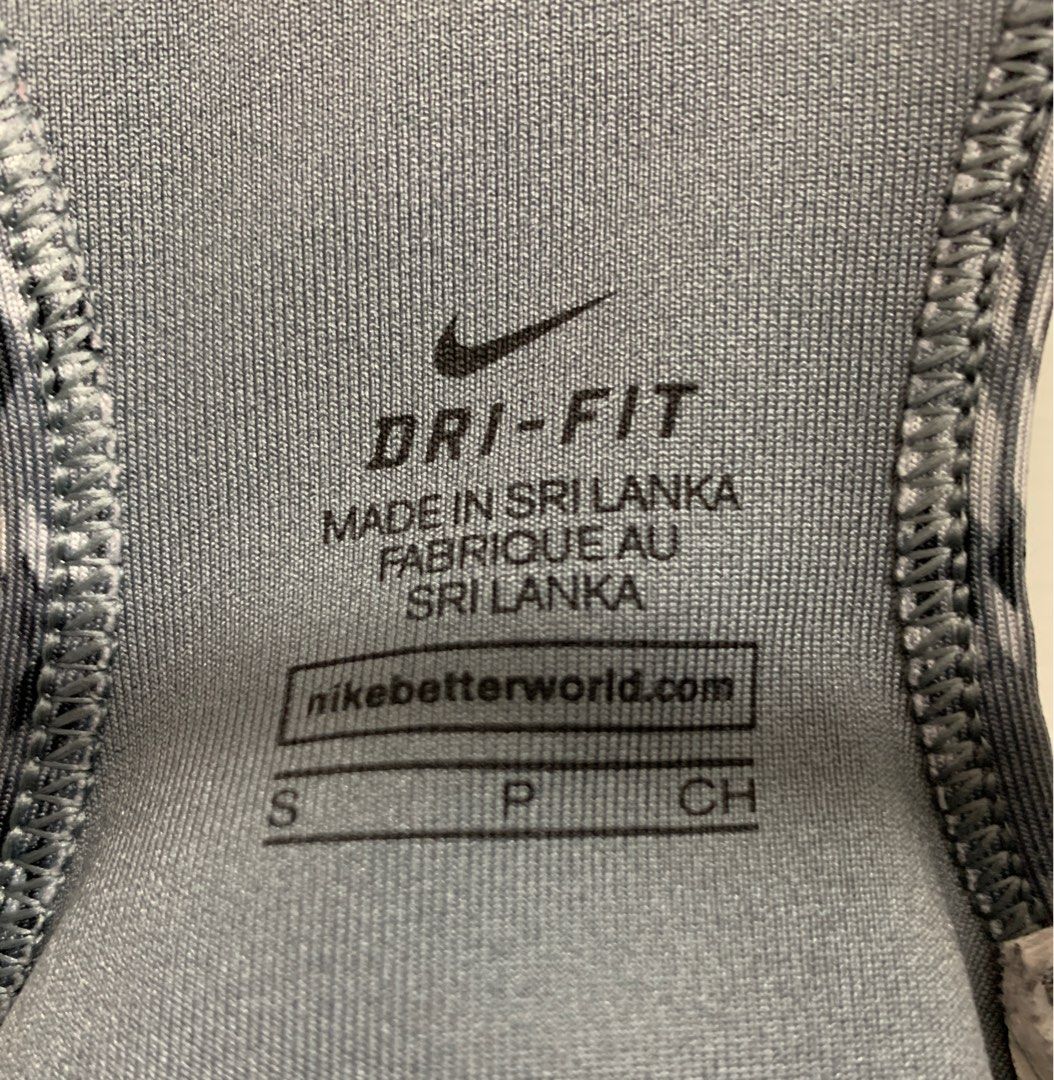 DRI-FIT
MADE IN SRI LANKA
FABRIQUE AU
SRI LANKA
nikebetterworld.com
S P CH